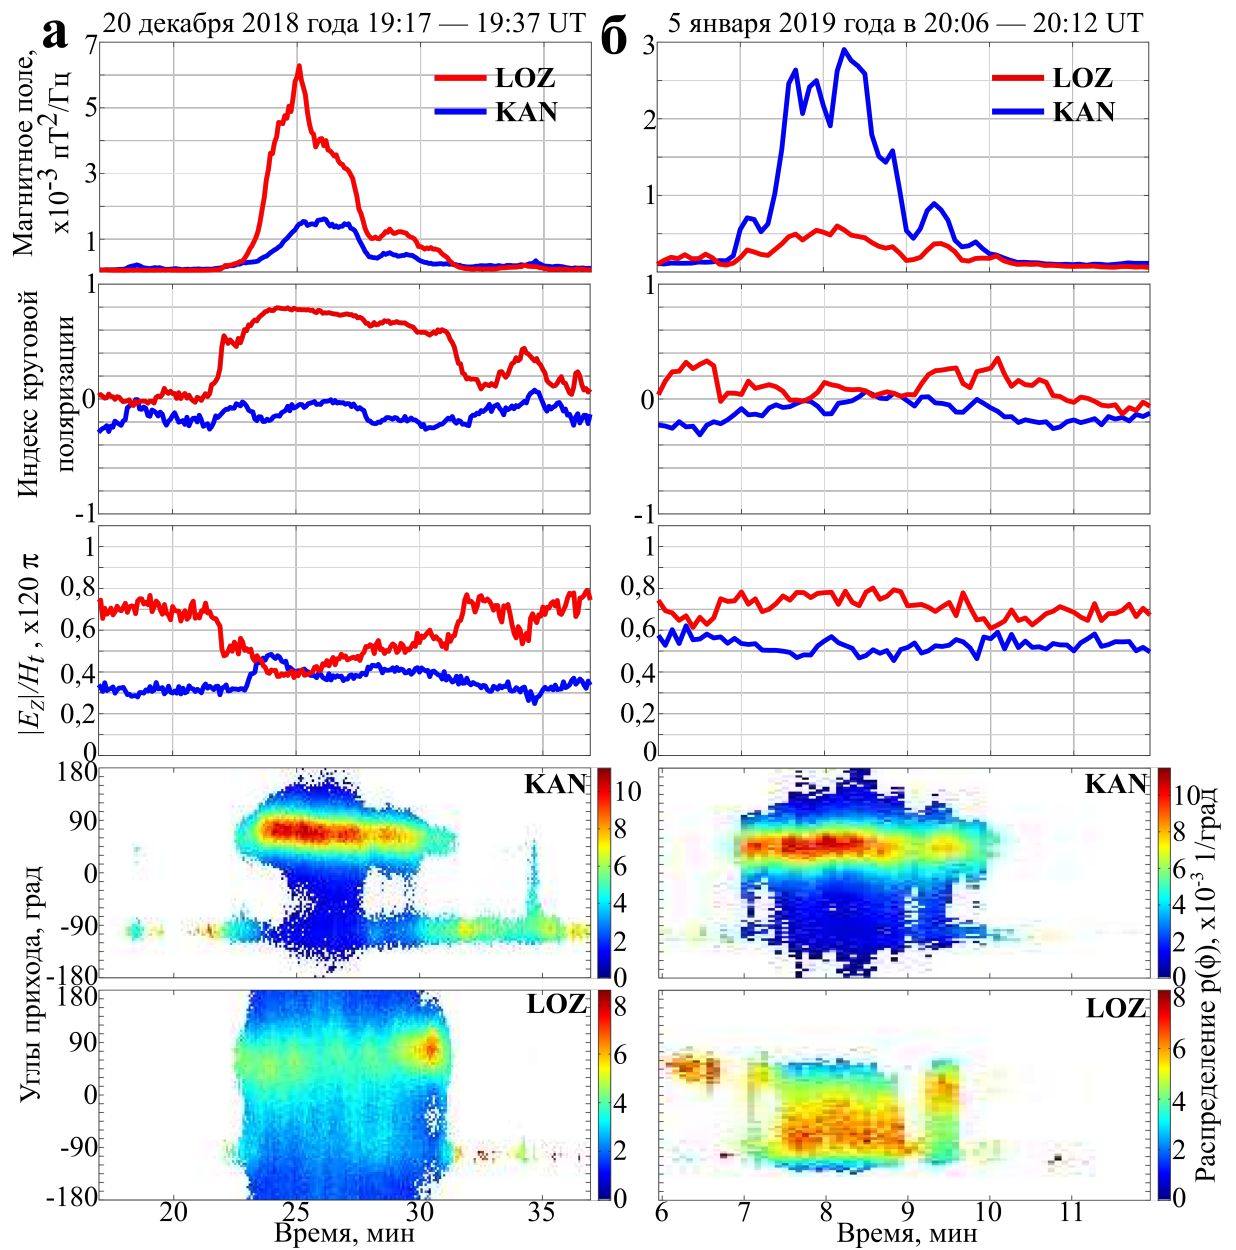 а 20 декабря 2018 года 19:17 — 19:37 UT
б 5 января 2019 года в 20:06 — 20:12 UT
Магнитное поле,
x10⁻³ пТ²/Гц
7
5
3
1
LOZ
KAN
3
2
1
LOZ
KAN
Индекс круговой
поляризации
1
0
-1
1
0
-1
|E_Z|/H_t , x120 π
1
0,8
0,6
0,4
0,2
0
1
0,8
0,6
0,4
0,2
0
Углы прихода, град
180
90
0
-90
-180
KAN
10
8
6
4
2
0
KAN
10
8
6
4
2
0
180
90
0
-90
-180
LOZ
8
6
4
2
0
LOZ
8
6
4
2
0
Распределение p(ϕ), x10⁻³ 1/град
20 25 30 35
Время, мин
6 7 8 9 10 11
Время, мин